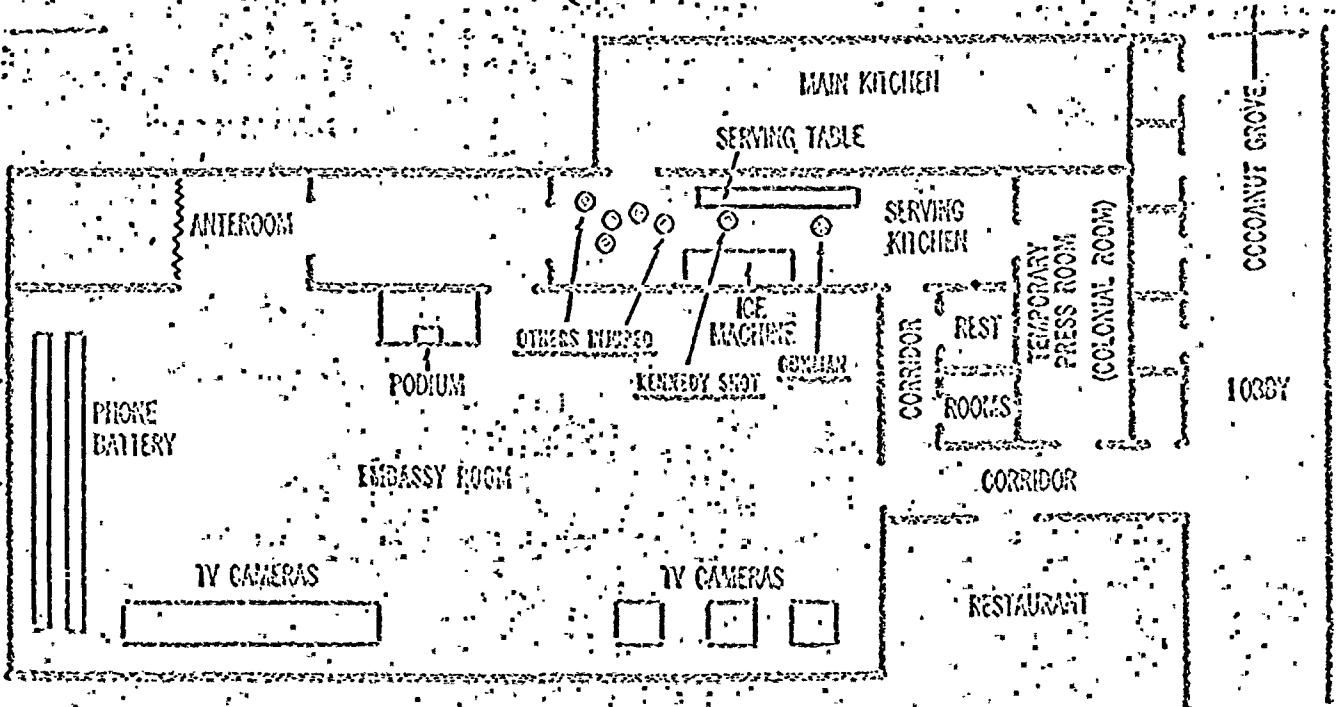 MAIN KITCHEN
SERVING TABLE
ANTEROOM
SERVING
KITCHEN
TEMPORARY
PRESS ROOM
(COLONIAL ROOM)
COCOANUT GROVE
OTHERS INJURED
ICE
MACHINE
KENNEDY SHOT
GUNMAN
CORRIDOR
REST
ROOMS
PODIUM
PHONE
BATTERY
EMBASSY ROOM
CORRIDOR
LOBBY
TV CAMERAS
TV CAMERAS
RESTAURANT